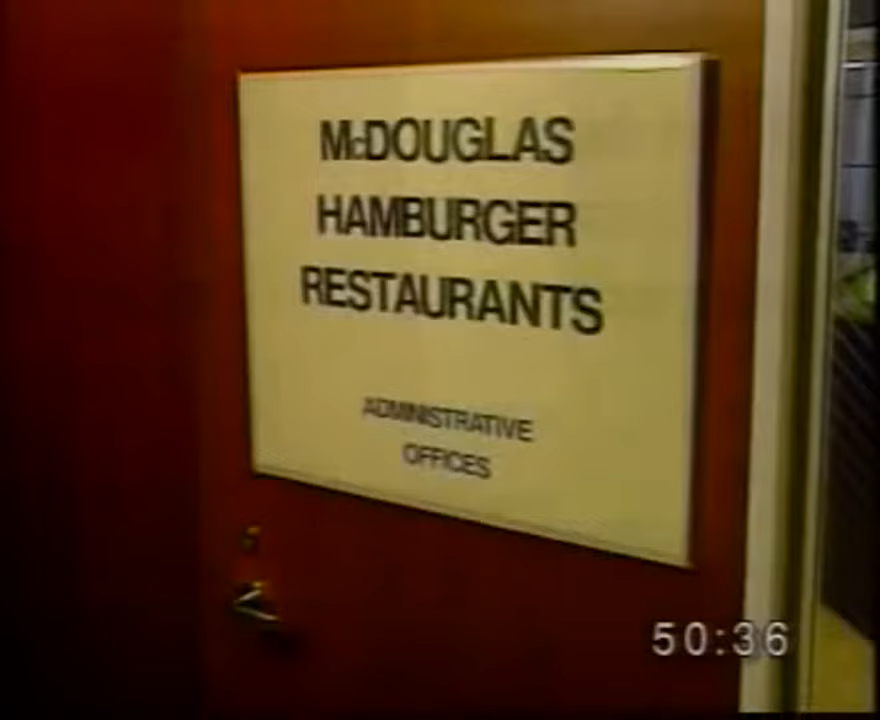 McDOUGLAS
HAMBURGER
RESTAURANTS
ADMINISTRATIVE
OFFICES
50:36